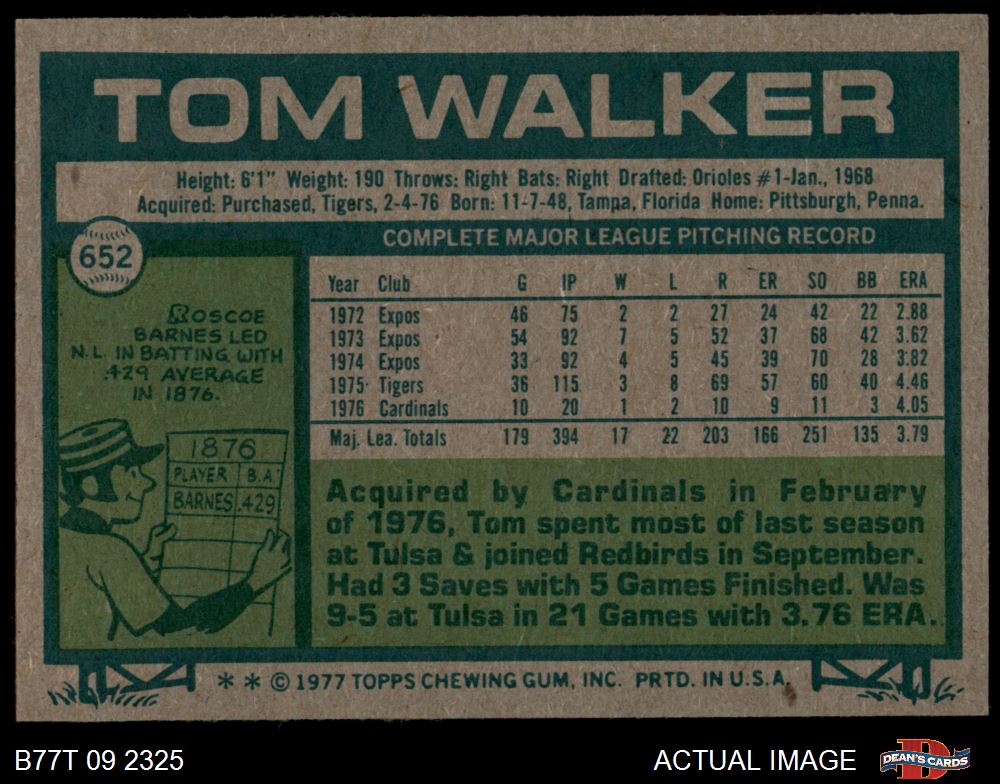 TOM WALKER
Height: 6'1" Weight: 190 Throws: Right Bats: Right Drafted: Orioles #1-Jan., 1968
Acquired: Purchased, Tigers, 2-4-76 Born: 11-7-48, Tampa, Florida Home: Pittsburgh, Penna.
652
COMPLETE MAJOR LEAGUE PITCHING RECORD
Year Club G IP W L R ER SO BB ERA
1972 Expos 46 75 2 2 27 24 42 22 2.88
1973 Expos 54 92 7 5 52 37 68 42 3.62
1974 Expos 33 92 4 5 45 39 70 28 3.82
1975 Tigers 36 115 3 8 69 57 60 40 4.46
1976 Cardinals 10 20 1 2 10 9 11 3 4.05
Maj. Lea. Totals 179 394 17 22 203 166 251 135 3.79
ROSCOE
BARNES LED
N.L. IN BATTING WITH
.429 AVERAGE
IN 1876.
1876
PLAYER B.A.
BARNES .429
Acquired by Cardinals in February
of 1976, Tom spent most of last season
at Tulsa & joined Redbirds in September.
Had 3 Saves with 5 Games Finished. Was
9-5 at Tulsa in 21 Games with 3.76 ERA.
* * © 1977 TOPPS CHEWING GUM, INC. PRTD. IN U.S.A.
B77T 09 2325 ACTUAL IMAGE
D
DEAN'S CARDS